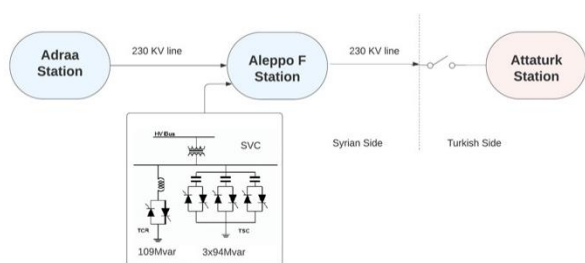 Adraa
Station
230 KV line
Aleppo F
Station
230 KV line
Attaturk
Station
HV Bus
SVC
TCR
TSC
109Mvar
3x94Mvar
Syrian Side
Turkish Side